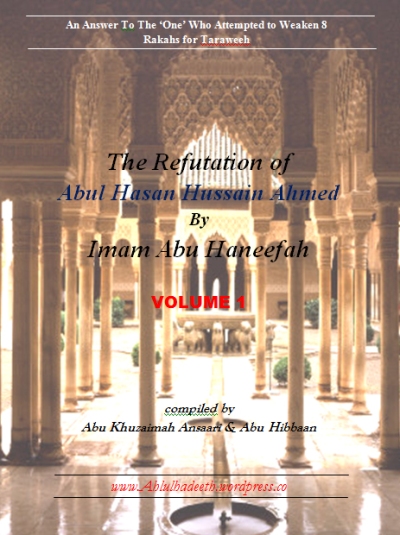 An Answer To The ‘One’ Who Attempted to Weaken 8
Rakahs for Taraweeh
The Refutation of
Abul Hasan Hussain Ahmed
By
Imam Abu Haneefah
VOLUME 1
compiled by
Abu Khuzaimah Ansaari & Abu Hibbaan
www.Ahlulhadeeth.wordpress.co